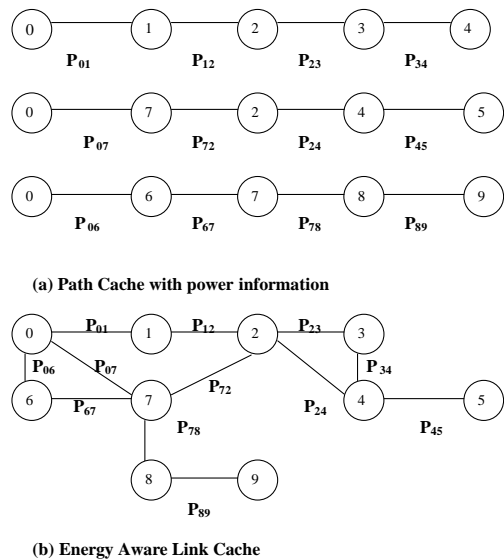 0 1 2 3 4
P01 P12 P23 P34
0 7 2 4 5
P07 P72 P24 P45
0 6 7 8 9
P06 P67 P78 P89
(a) Path Cache with power information
0 P01 1 P12 2 P23 3
P06 P07 P72 P34
6 P67 7 P78 P24 4 P45 5
8 9
P89
(b) Energy Aware Link Cache